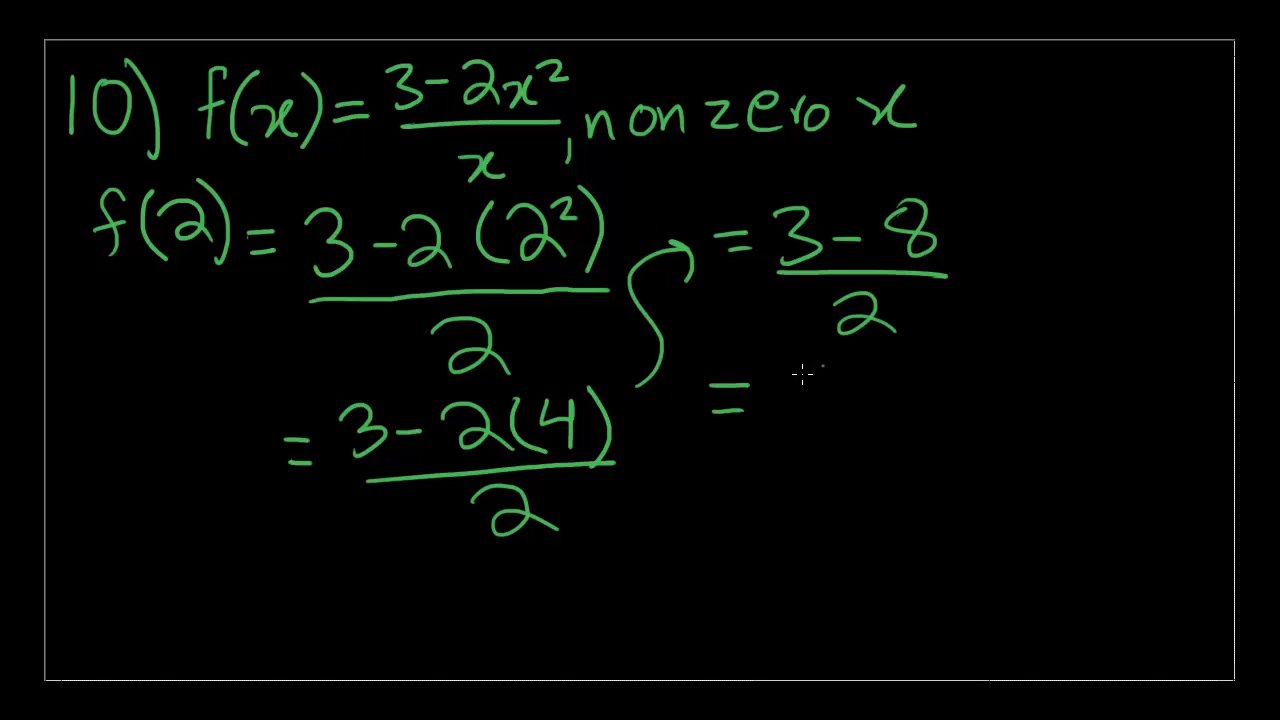 10) f(x) = 3-2x² / x , nonzero x
f(2) = 3-2(2²) / 2
= 3-2(4) / 2
= 3-8 / 2
=